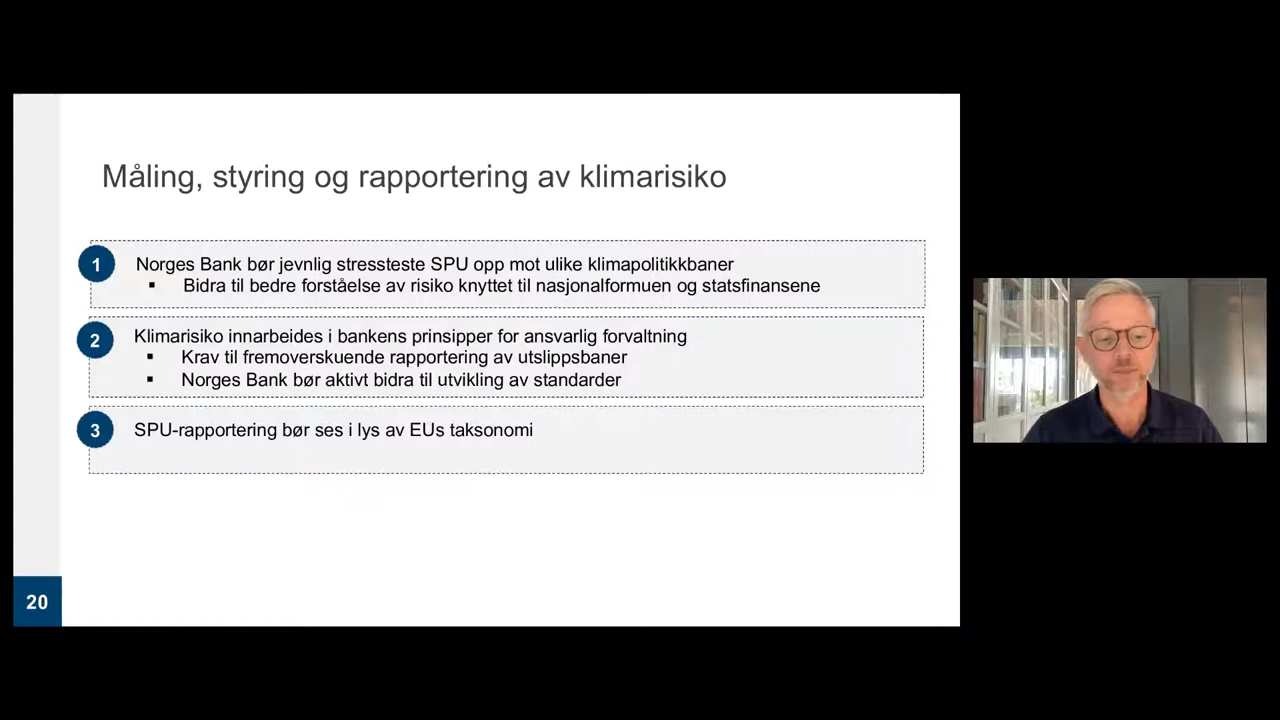 Måling, styring og rapportering av klimarisiko
1
Norges Bank bør jevnlig stressteste SPU opp mot ulike klimapolitikkbaner
▪ Bidra til bedre forståelse av risiko knyttet til nasjonalformuen og statsfinansene
2
Klimarisiko innarbeides i bankens prinsipper for ansvarlig forvaltning
▪ Krav til fremoverskuende rapportering av utslippsbaner
▪ Norges Bank bør aktivt bidra til utvikling av standarder
3
SPU-rapportering bør ses i lys av EUs taksonomi
20